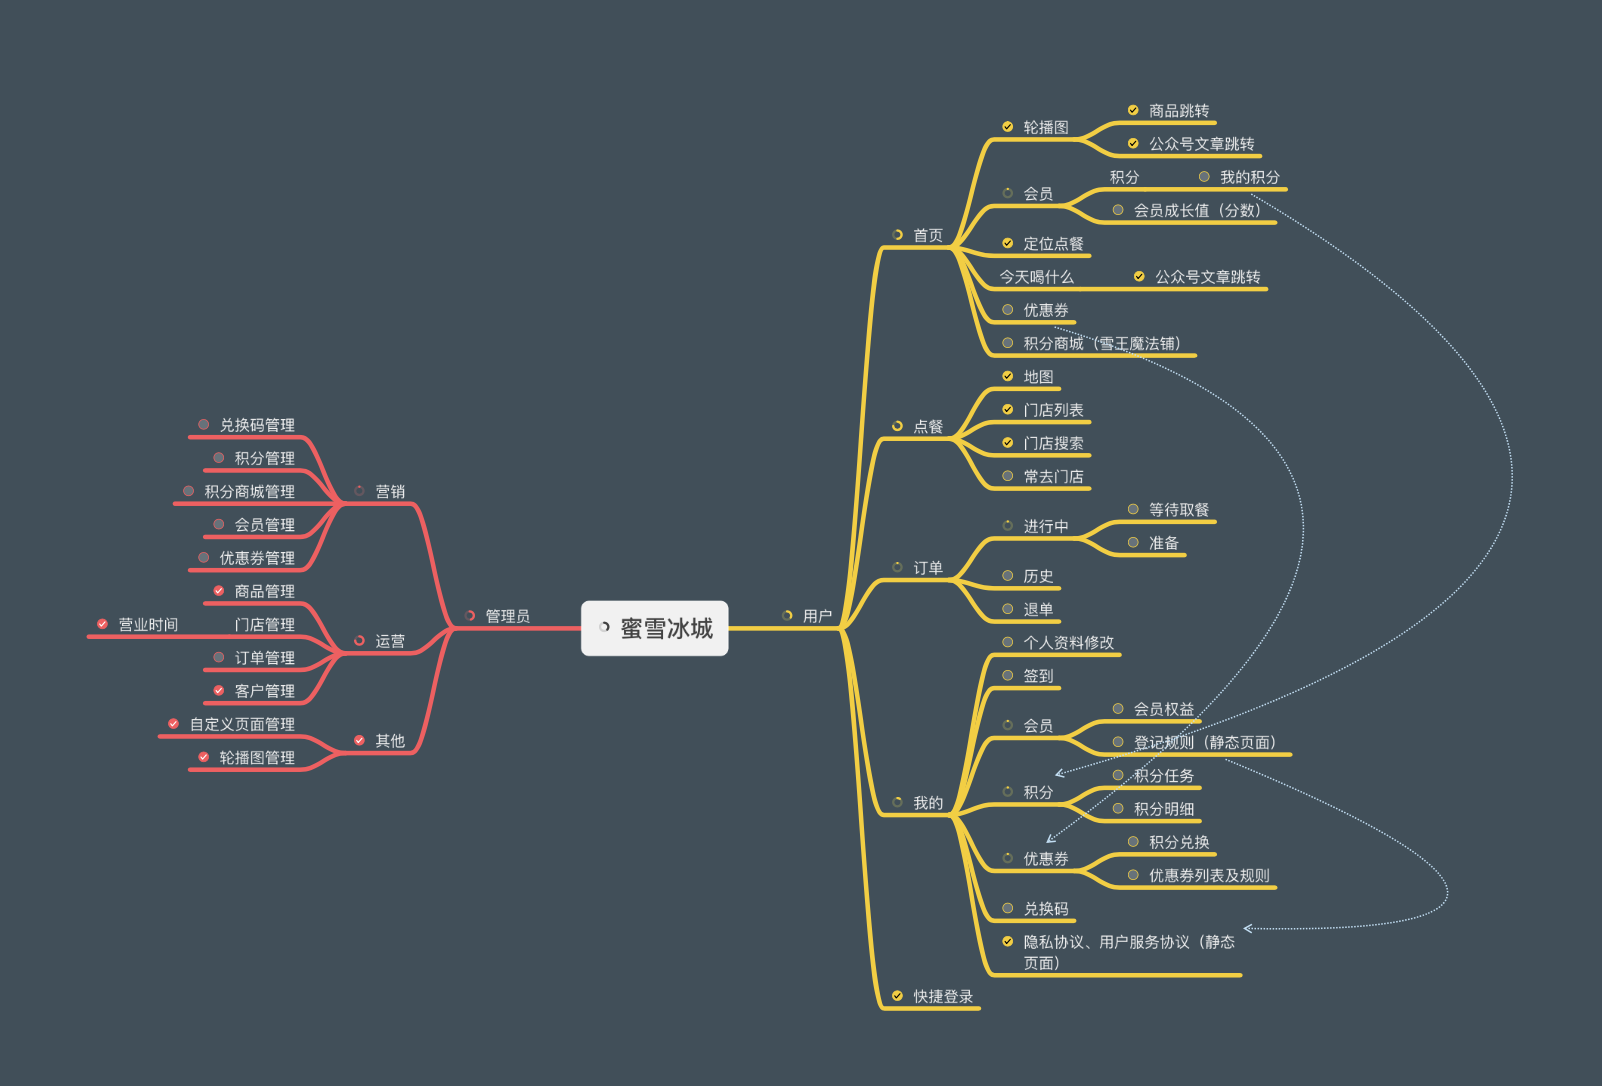 蜜雪冰城
用户
首页
轮播图
商品跳转
公众号文章跳转
会员
积分
我的积分
会员成长值（分数）
定位点餐
今天喝什么
公众号文章跳转
优惠券
积分商城（雪王魔法铺）
点餐
地图
门店列表
门店搜索
常去门店
订单
进行中
等待取餐
准备
历史
退单
我的
个人资料修改
签到
会员
会员权益
登记规则（静态页面）
积分
积分任务
积分明细
优惠券
积分兑换
优惠券列表及规则
兑换码
隐私协议、用户服务协议（静态
页面）
快捷登录
管理员
营销
兑换码管理
积分管理
积分商城管理
会员管理
优惠券管理
运营
商品管理
门店管理
营业时间
订单管理
客户管理
其他
自定义页面管理
轮播图管理